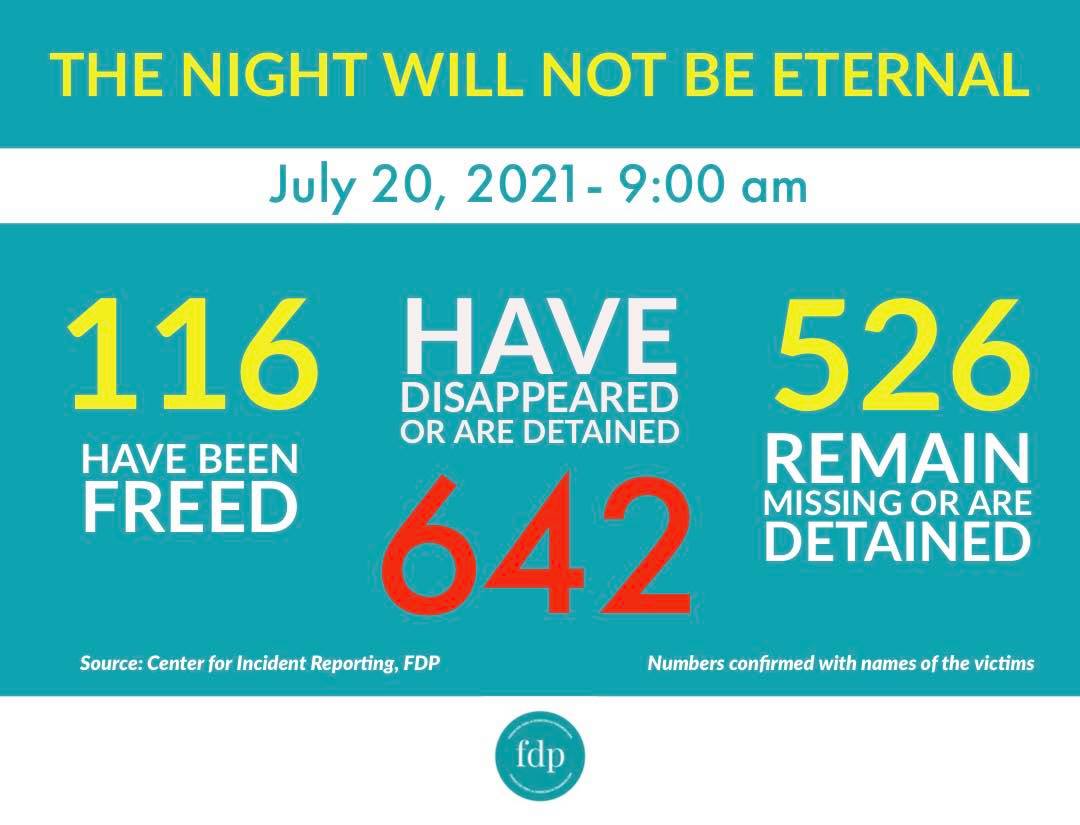 THE NIGHT WILL NOT BE ETERNAL
July 20, 2021- 9:00 am
116
HAVE BEEN
FREED
HAVE
DISAPPEARED
OR ARE DETAINED
642
526
REMAIN
MISSING OR ARE
DETAINED
Source: Center for Incident Reporting, FDP
Numbers confirmed with names of the victims
fdp